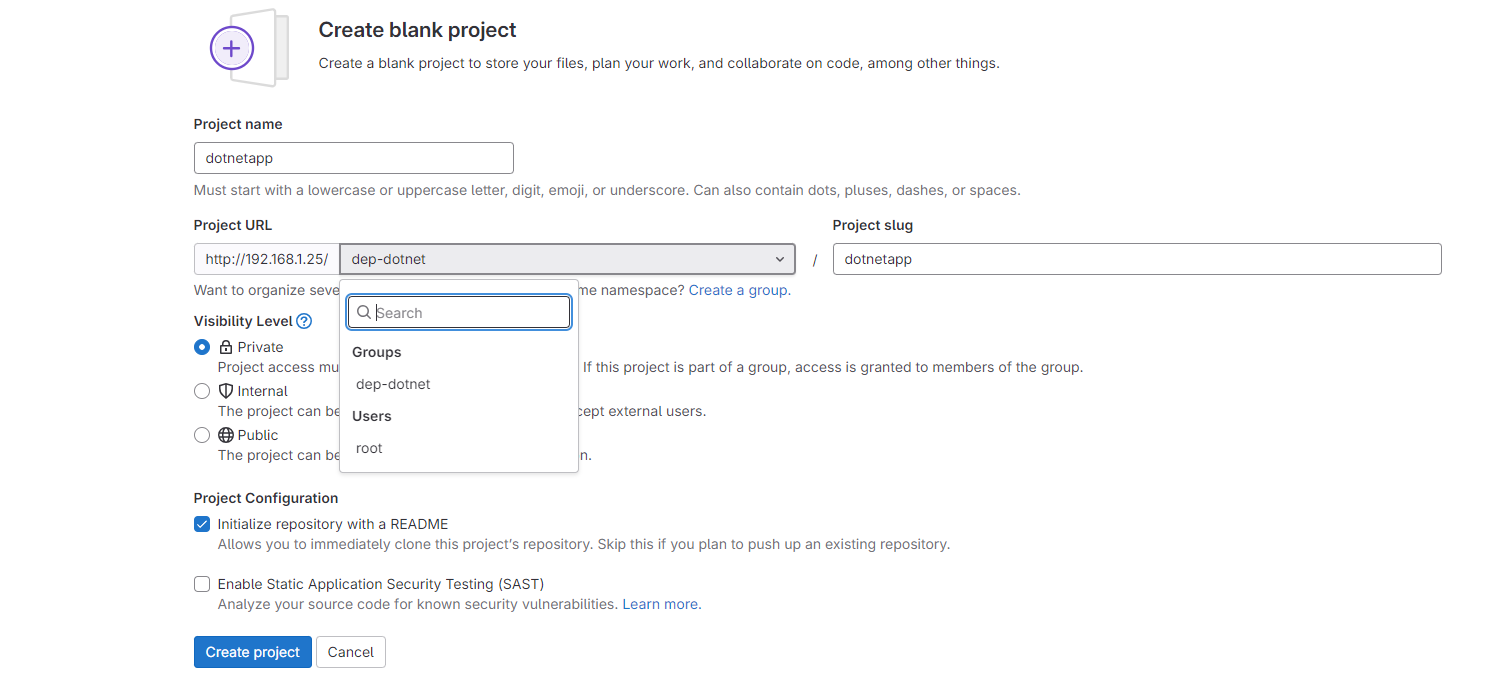 Create blank project
Create a blank project to store your files, plan your work, and collaborate on code, among other things.
Project name
dotnetapp
Must start with a lowercase or uppercase letter, digit, emoji, or underscore. Can also contain dots, pluses, dashes, or spaces.
Project URL
Project slug
http://192.168.1.25/ dep-dotnet / dotnetapp
Want to organize namespace? Create a group.
Search
Visibility Level
Groups
Private
Project access If this project is part of a group, access is granted to members of the group.
dep-dotnet
Internal
The project can external users.
Users
Public
The project can
root
Project Configuration
Initialize repository with a README
Allows you to immediately clone this project's repository. Skip this if you plan to push up an existing repository.
Enable Static Application Security Testing (SAST)
Analyze your source code for known security vulnerabilities. Learn more.
Create project Cancel